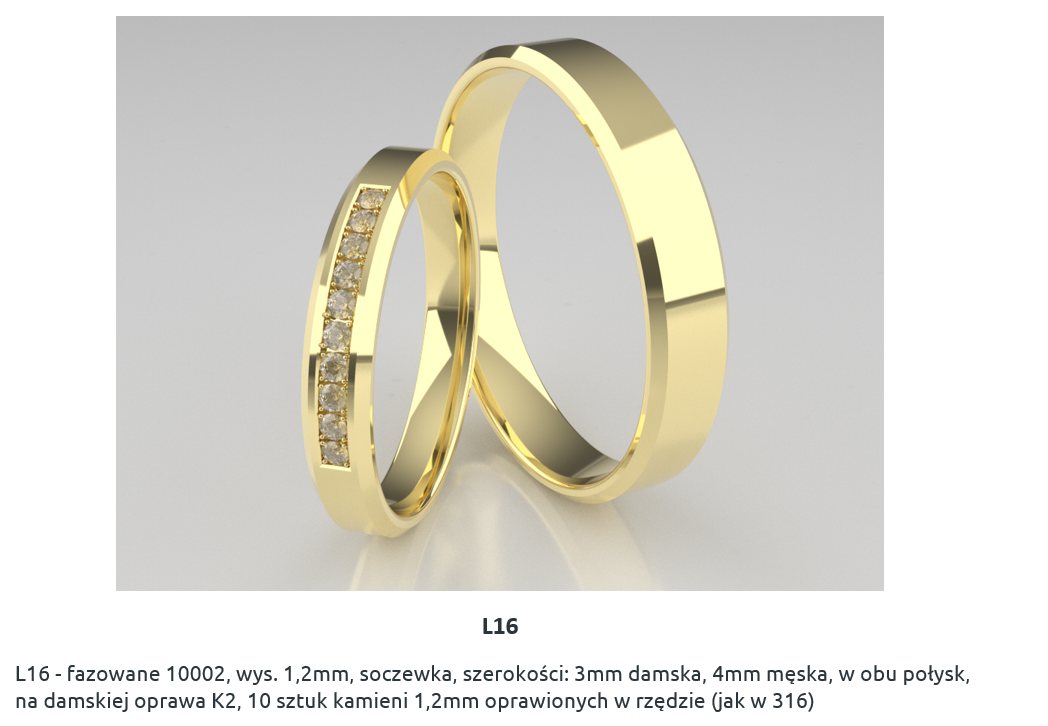 L16
L16 - fazowane 10002, wys. 1,2mm, soczewka, szerokości: 3mm damska, 4mm męska, w obu połysk,
na damskiej oprawa K2, 10 sztuk kamieni 1,2mm oprawionych w rzędzie (jak w 316)